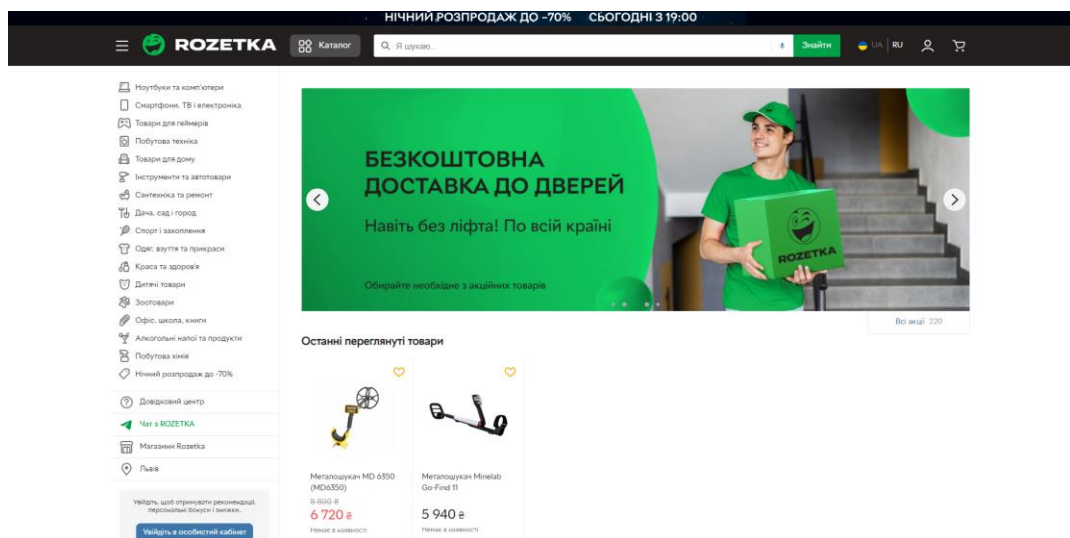 НІЧНИЙ РОЗПРОДАЖ ДО -70% СЬОГОДНІ З 19:00
ROZETKA
Каталог
Я шукаю...
Знайти
UA | RU
Ноутбуки та комп'ютери
Смартфони, ТВ і електроніка
Товари для геймерів
Побутова техніка
Товари для дому
Інструменти та автотовари
Сантехніка та ремонт
Дача, сад і город
Спорт і захоплення
Одяг, взуття та прикраси
Краса та здоров'я
Дитячі товари
Зоотовари
Офіс, школа, книги
Алкогольні напої та продукти
Побутова хімія
Нічний розпродаж до -70%
Довідковий центр
Чат з ROZETKA
Магазини Rozetka
Львів
Увійдіть, щоб отримувати рекомендації,
персональні бонуси і знижки.
Увійдіть в особистий кабінет
БЕЗКОШТОВНА
ДОСТАВКА ДО ДВЕРЕЙ
Навіть без ліфта! По всій країні
Обирайте необхідне з акційних товарів
ROZETKA
Всі акції 220
Останні переглянуті товари
Металошукач MD 6350
(MD6350)
8 800 ₴
6 720 ₴
Немає в наявності
Металошукач Minelab
Go-Find 11
5 940 ₴
Немає в наявності